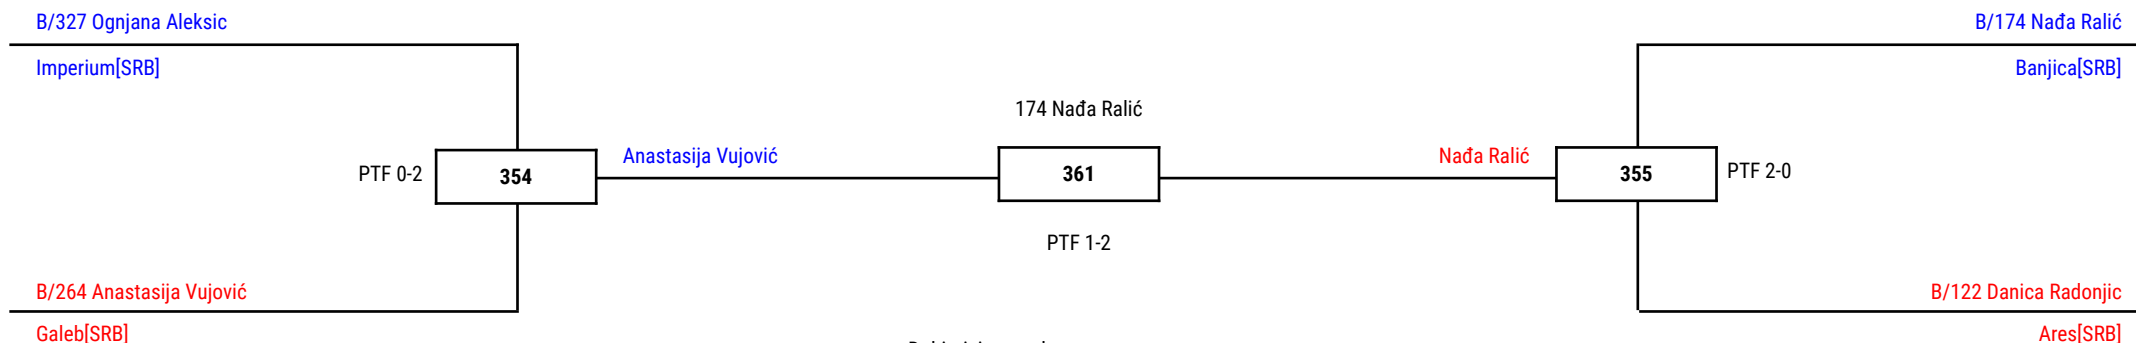 B/327 Ognjana Aleksic
B/174 Nađa Ralić
Imperium[SRB]
Banjica[SRB]
174 Nađa Ralić
PTF 0-2
354
Anastasija Vujović
361
Nađa Ralić
355
PTF 2-0
PTF 1-2
B/264 Anastasija Vujović
B/122 Danica Radonjic
Galeb[SRB]
Ares[SRB]